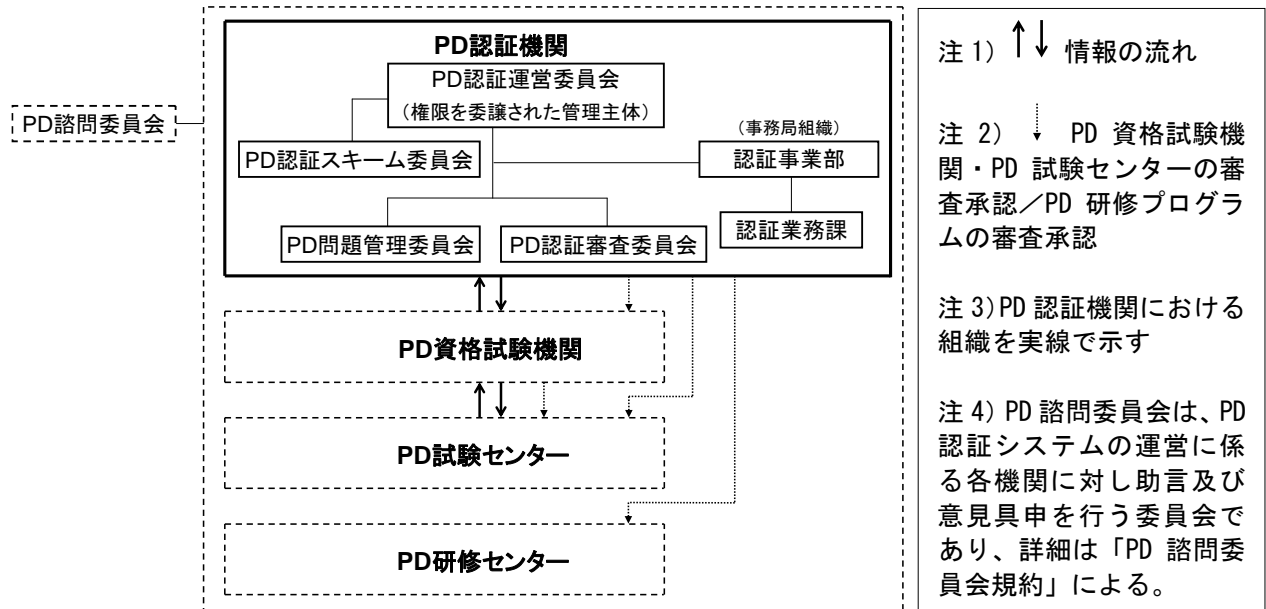 PD認証機関
PD認証運営委員会
（権限を委譲された管理主体）
PD諮問委員会
（事務局組織）
PD認証スキーム委員会
認証事業部
PD問題管理委員会
PD認証審査委員会
認証業務課
PD資格試験機関
PD試験センター
PD研修センター
注 1) ↑↓ 情報の流れ
注 2) ↓ PD 資格試験機
関・PD 試験センターの審
査承認／PD 研修プログラ
ムの審査承認
注 3)PD 認証機関における
組織を実線で示す
注 4) PD 諮問委員会は、PD
認証システムの運営に係
る各機関に対し助言及び
意見具申を行う委員会で
あり、詳細は「PD 諮問委
員会規約」による。